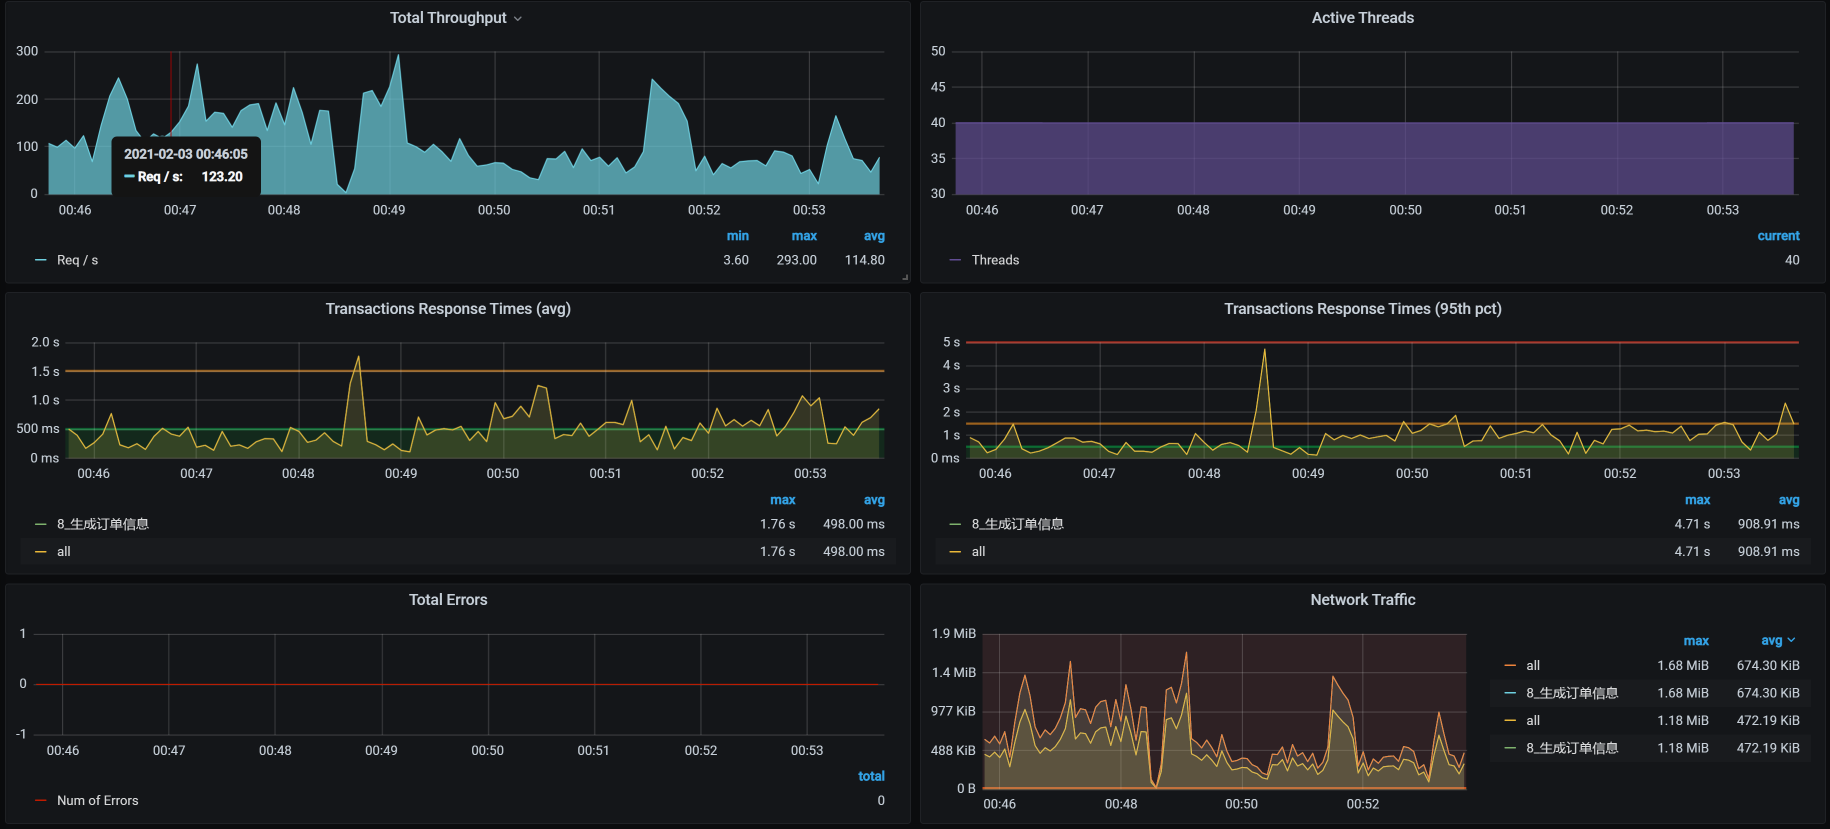 Total Throughput
300
200
100
0
2021-02-03 00:46:05
Req / s: 123.20
00:46 00:47 00:48 00:49 00:50 00:51 00:52 00:53
min max avg
Req / s 3.60 293.00 114.80
Active Threads
50
45
40
35
30
00:46 00:47 00:48 00:49 00:50 00:51 00:52 00:53
current
Threads 40
Transactions Response Times (avg)
2.0 s
1.5 s
1.0 s
500 ms
0 ms
00:46 00:47 00:48 00:49 00:50 00:51 00:52 00:53
max avg
8_生成订单信息 1.76 s 498.00 ms
all 1.76 s 498.00 ms
Transactions Response Times (95th pct)
5 s
4 s
3 s
2 s
1 s
0 ms
00:46 00:47 00:48 00:49 00:50 00:51 00:52 00:53
max avg
8_生成订单信息 4.71 s 908.91 ms
all 4.71 s 908.91 ms
Total Errors
1
0
-1
00:46 00:47 00:48 00:49 00:50 00:51 00:52 00:53
total
Num of Errors 0
Network Traffic
1.9 MiB
1.4 MiB
977 KiB
488 KiB
0 B
00:46 00:48 00:50 00:52
max avg
all 1.68 MiB 674.30 KiB
8_生成订单信息 1.68 MiB 674.30 KiB
all 1.18 MiB 472.19 KiB
8_生成订单信息 1.18 MiB 472.19 KiB